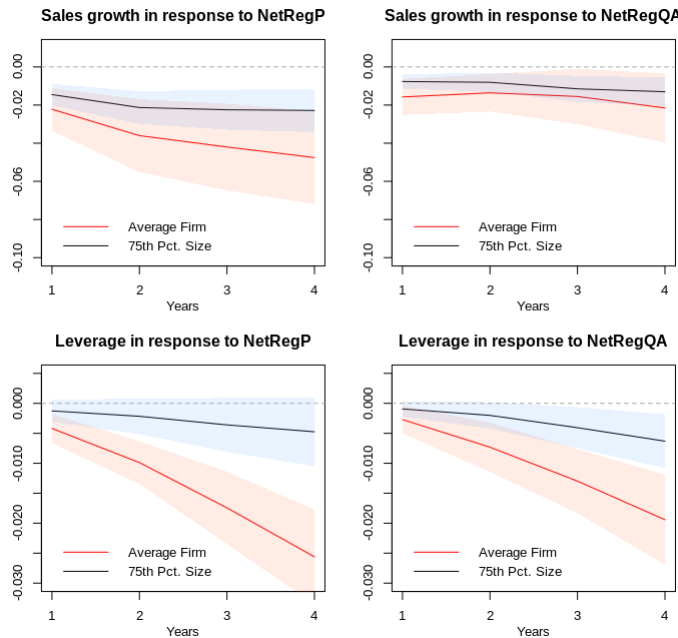 Sales growth in response to NetRegP
0.00
-0.02
-0.06
-0.10
Average Firm
75th Pct. Size
1 2 3 4
Years
Sales growth in response to NetRegQA
0.00
-0.02
-0.06
-0.10
Average Firm
75th Pct. Size
1 2 3 4
Years
Leverage in response to NetRegP
0.000
-0.010
-0.020
-0.030
Average Firm
75th Pct. Size
1 2 3 4
Years
Leverage in response to NetRegQA
0.000
-0.010
-0.020
-0.030
Average Firm
75th Pct. Size
1 2 3 4
Years